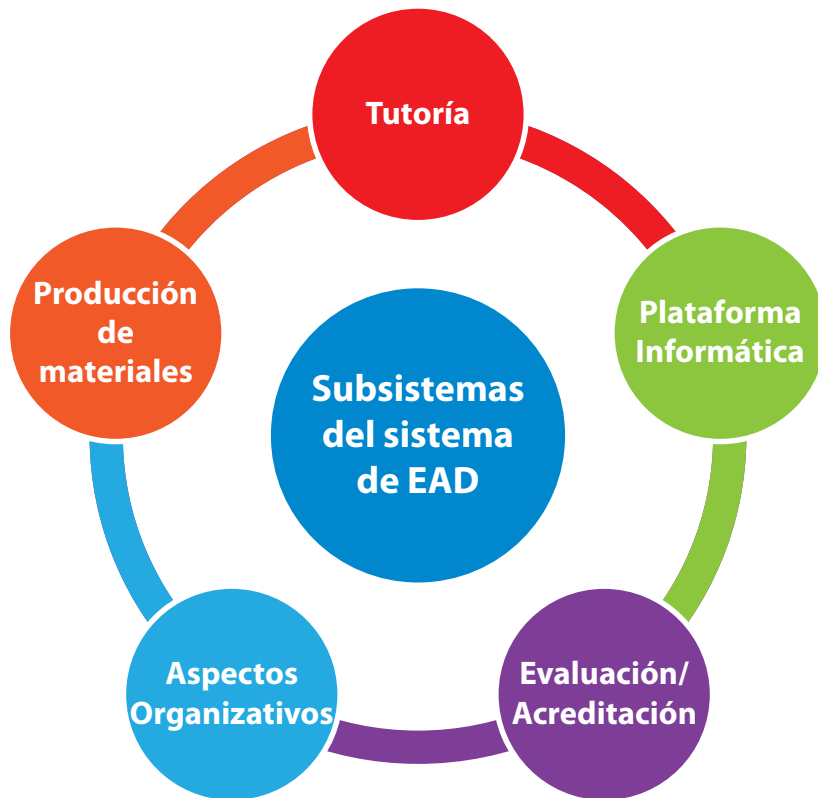 Tutoría
Plataforma
Informática
Evaluación/
Acreditación
Aspectos
Organizativos
Producción
de
materiales
Subsistemas
del sistema
de EAD